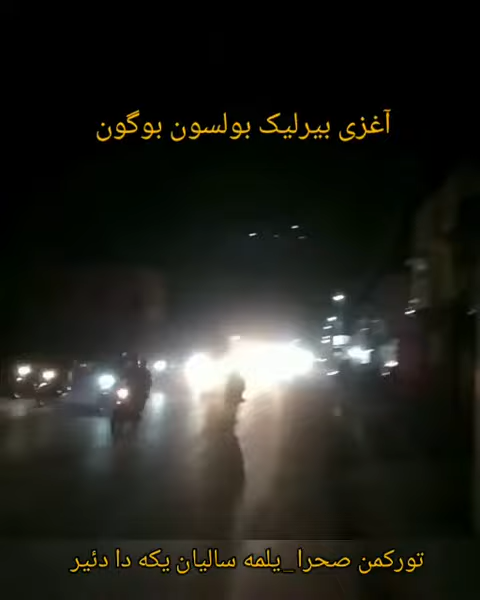 آغزی بیرلیک بولسون بوگون
تورکمن صحرا_یلمه سالیان یکه دا دئیر